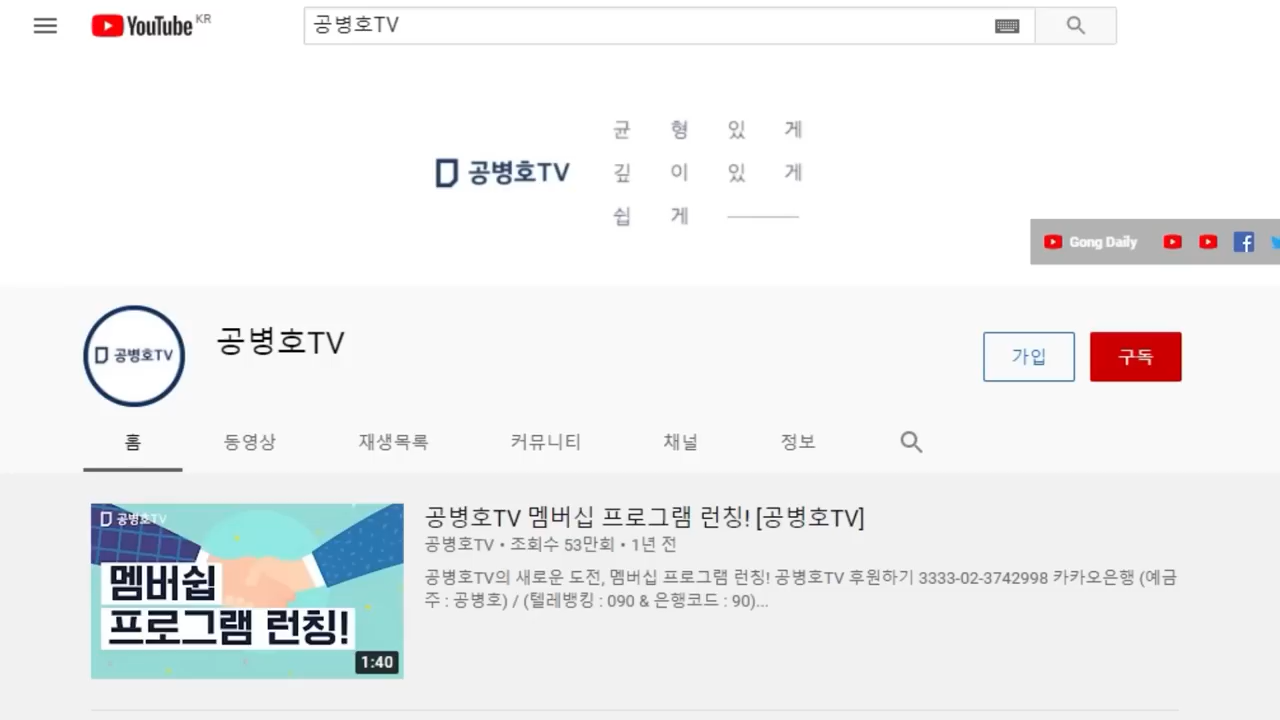 YouTube KR
공병호TV
균 형 있 게
공병호TV
깊 이 있 게
쉽 게
Gong Daily
공병호TV
공병호TV
가입
구독
홈
동영상
재생목록
커뮤니티
채널
정보
공병호TV
멤버쉽
프로그램 런칭!
1:40
공병호TV 멤버십 프로그램 런칭! [공병호TV]
공병호TV • 조회수 53만회 • 1년 전
공병호TV의 새로운 도전, 멤버십 프로그램 런칭! 공병호TV 후원하기 3333-02-3742998 카카오은행 (예금
주 : 공병호) / (텔레뱅킹 : 090 & 은행코드 : 90)...